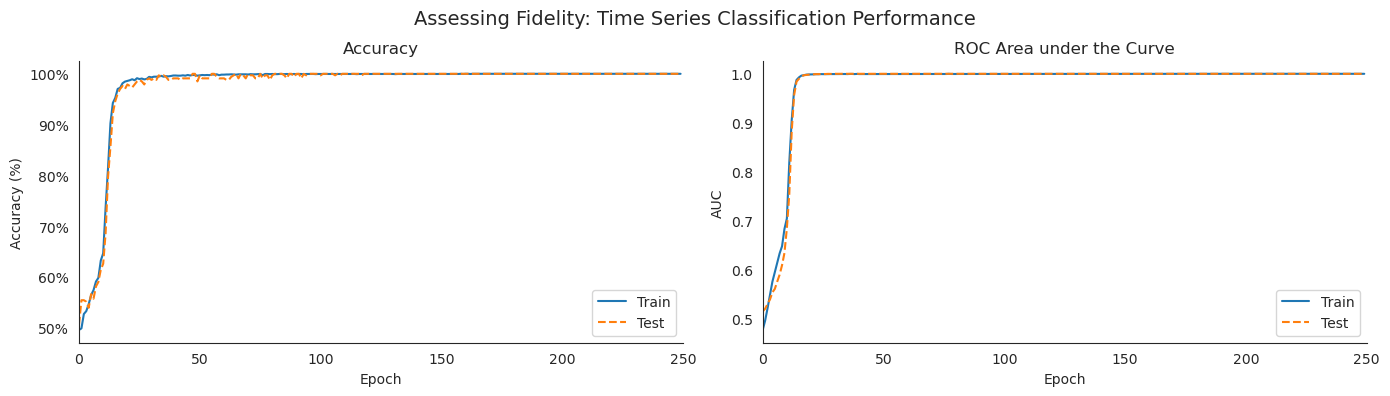 Assessing Fidelity: Time Series Classification Performance
Accuracy
100%
90%
80%
70%
60%
50%
Accuracy (%)
0 50 100 150 200 250
Epoch
Train
Test
ROC Area under the Curve
1.0
0.9
0.8
0.7
0.6
0.5
AUC
0 50 100 150 200 250
Epoch
Train
Test